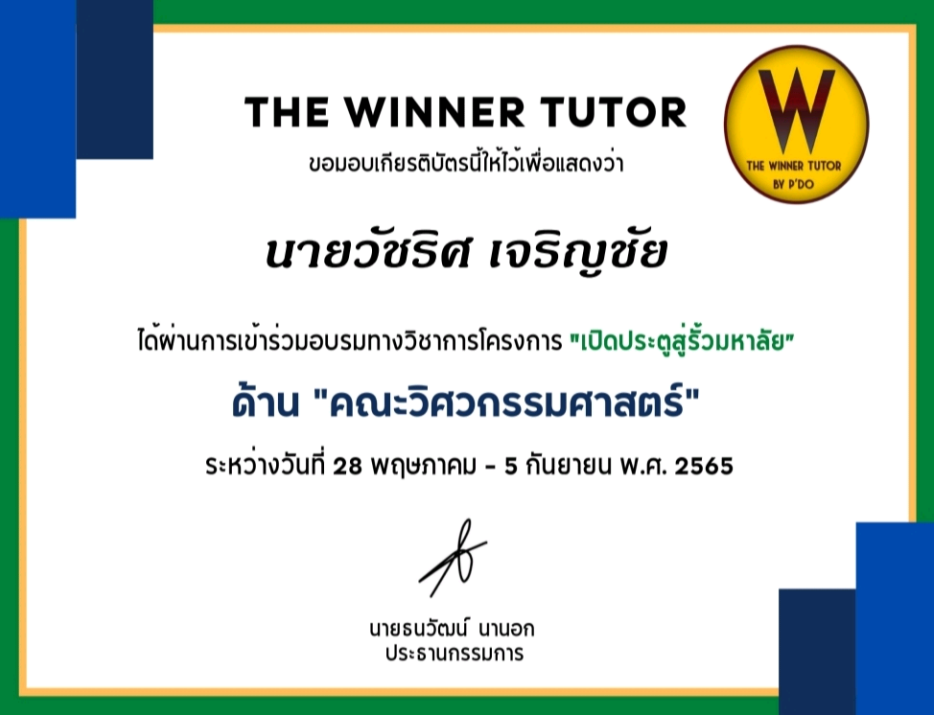 THE WINNER TUTOR
ขอมอบเกียรติบัตรนี้ให้ไว้เพื่อแสดงว่า
W
THE WINNER TUTOR
BY P'DO
นายวัชริศ เจริญชัย
ได้ผ่านการเข้าร่วมอบรมทางวิชาการโครงการ "เปิดประตูสู่รั้วมหาลัย"
ด้าน "คณะวิศวกรรมศาสตร์"
ระหว่างวันที่ 28 พฤษภาคม - 5 กันยายน พ.ศ. 2565
นายธนวัฒน์ นานอก
ประธานกรรมการ